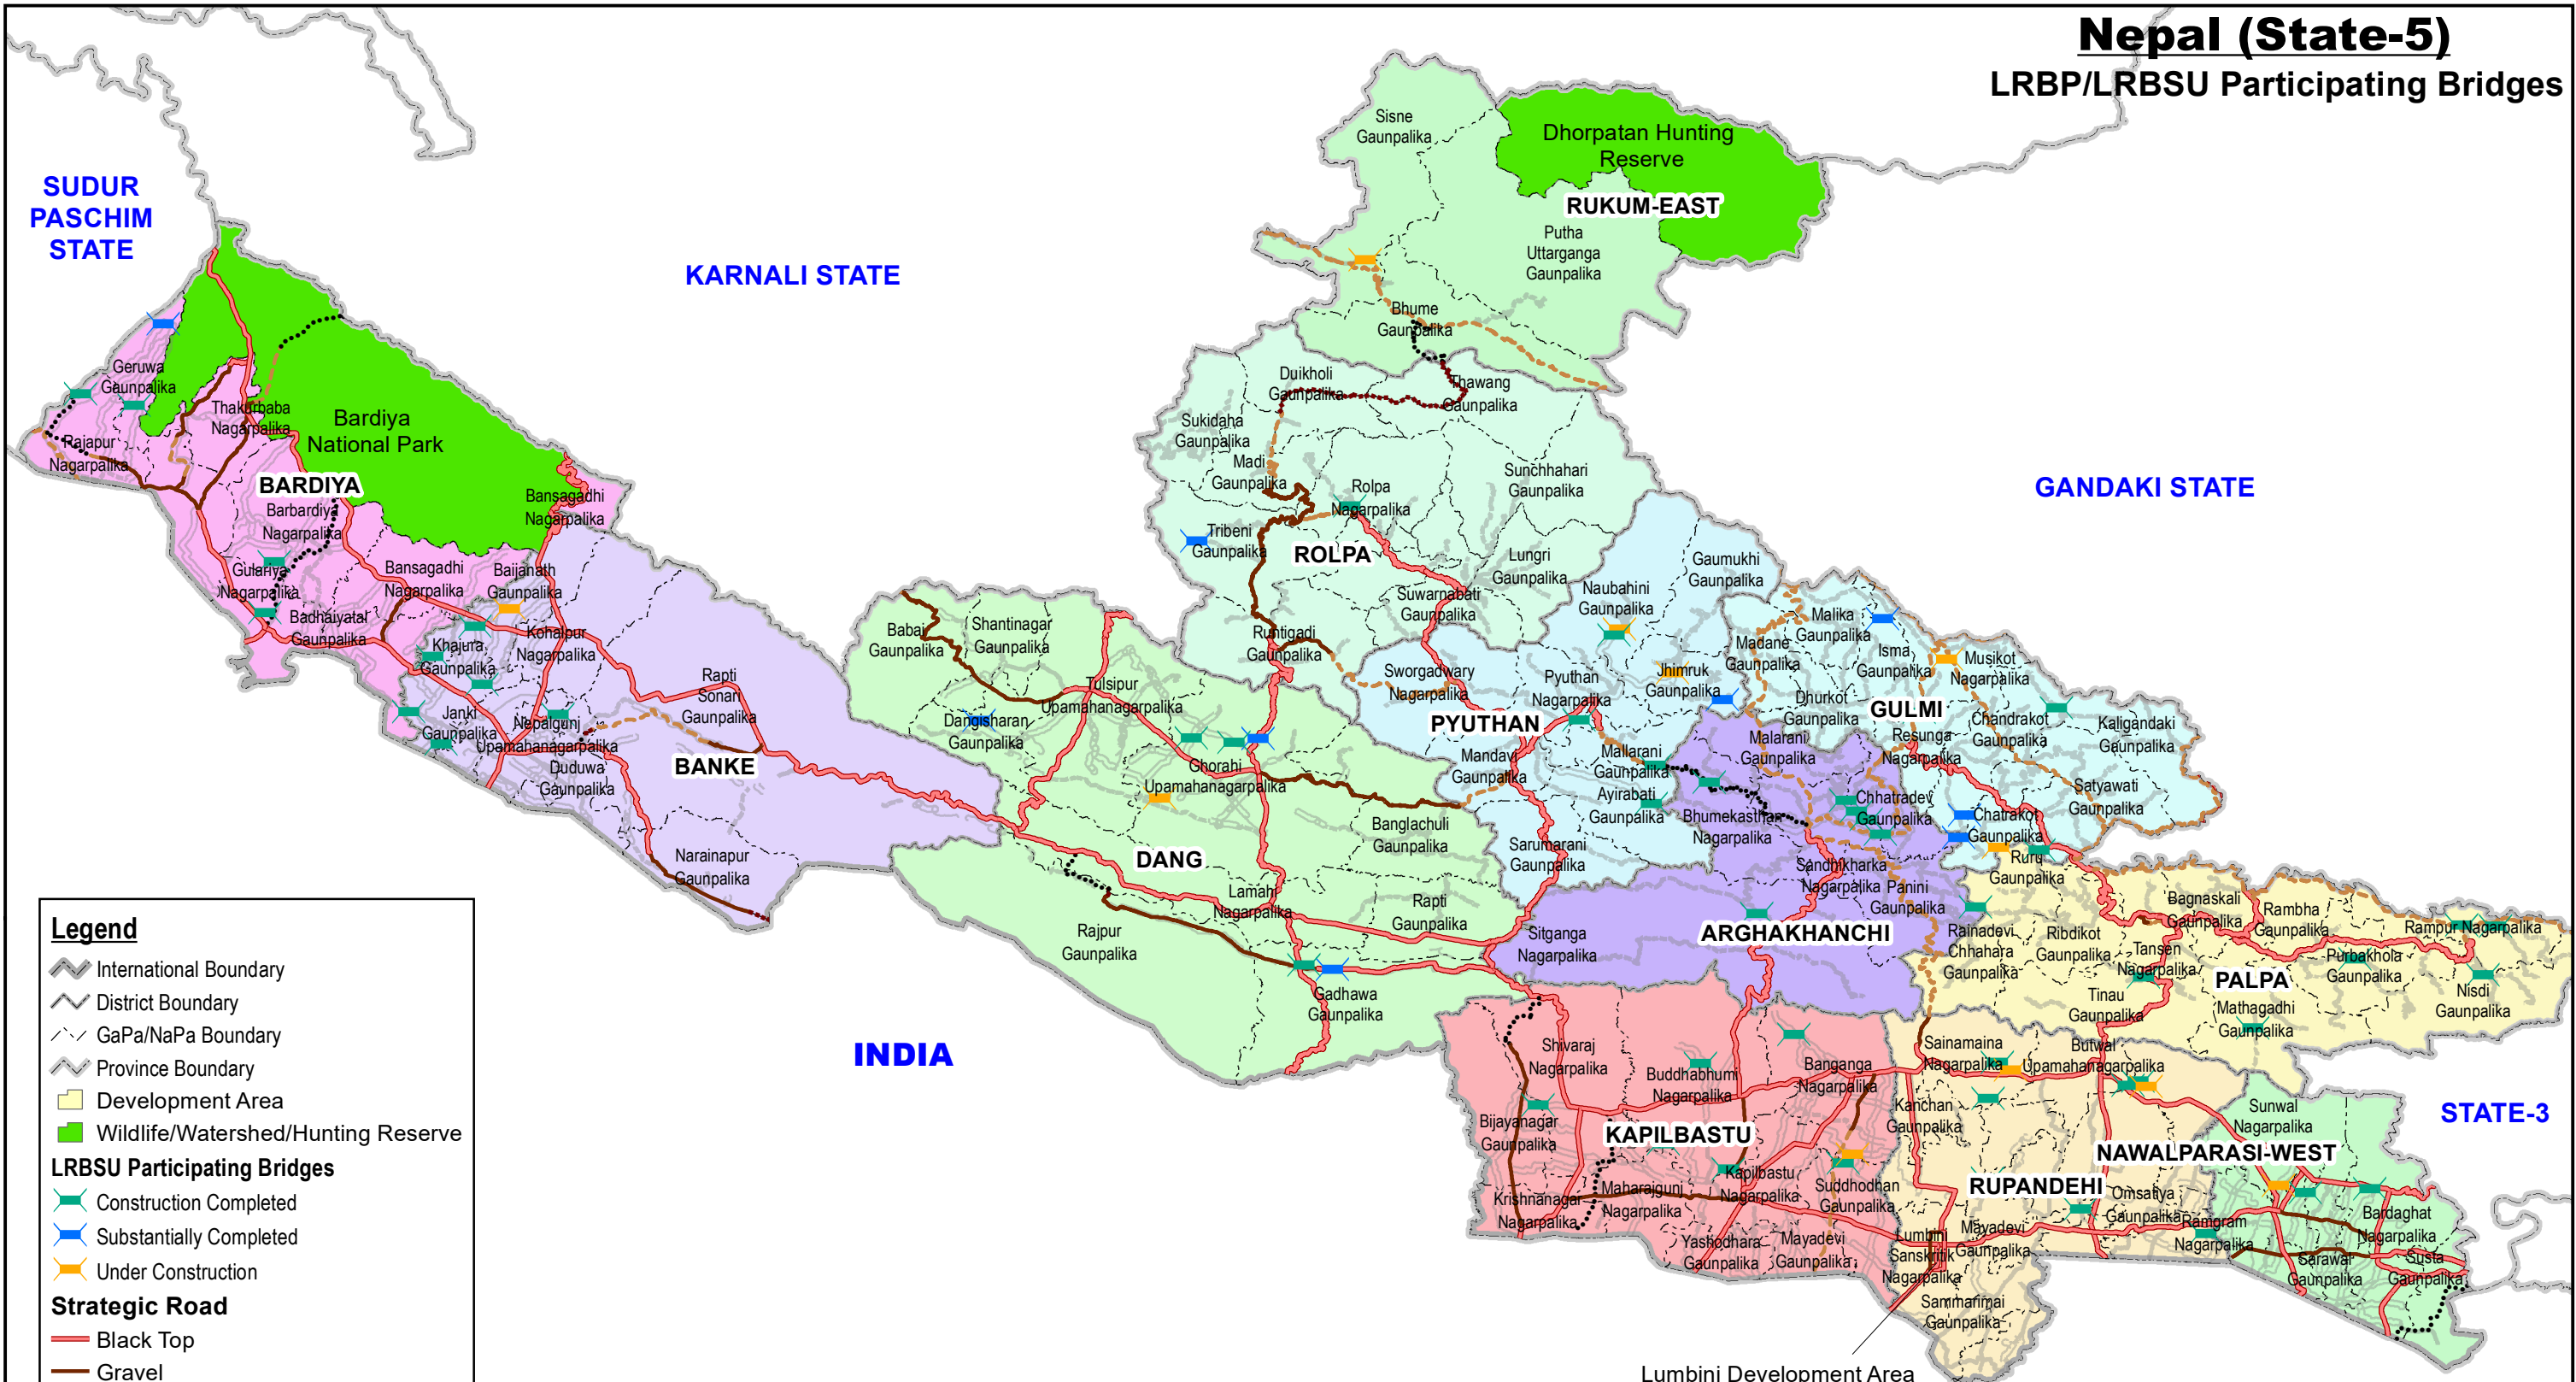 Nepal (State-5)
LRBP/LRBSU Participating Bridges
SUDUR
PASCHIM
STATE
KARNALI STATE
GANDAKI STATE
STATE-3
INDIA
Sisne
Gaunpalika
Dhorpatan Hunting
Reserve
RUKUM-EAST
Putha
Uttarganga
Gaunpalika
Bhume
Gaunpalika
Geruwa
Gaunpalika
Thakurbaba
Nagarpalika
Bardiya
National Park
Rajapur
Nagarpalika
BARDIYA
Barbardiya
Nagarpalika
Bansagadhi
Nagarpalika
Gulariya
Nagarpalika
Bansagadhi
Nagarpalika
Badhaiyatal
Gaunpalika
Baijanath
Gaunpalika
Khajura
Gaunpalika
Kohalpur
Nagarpalika
Rapti
Sonari
Gaunpalika
Janki
Gaunpalika
Nepalgunj
Upamahanagarpalika
Duduwa
Gaunpalika
BANKE
Narainapur
Gaunpalika
Duikholi
Gaunpalika
Thawang
Gaunpalika
Sukidaha
Gaunpalika
Madi
Gaunpalika
Rolpa
Nagarpalika
Sunchhahari
Gaunpalika
Tribeni
Gaunpalika
ROLPA
Lungri
Gaunpalika
Suwarnabati
Gaunpalika
Runtigadi
Gaunpalika
Babai
Gaunpalika
Shantinagar
Gaunpalika
Tulsipur
Upamahanagarpalika
Dangisharan
Gaunpalika
Ghorahi
Upamahanagarpalika
Banglachuli
Gaunpalika
DANG
Lamahi
Nagarpalika
Rapti
Gaunpalika
Rajpur
Gaunpalika
Gadhawa
Gaunpalika
Gaumukhi
Gaunpalika
Naubahini
Gaunpalika
Sworgadwary
Nagarpalika
Pyuthan
Nagarpalika
Jhimruk
Gaunpalika
PYUTHAN
Mandavi
Gaunpalika
Mallarani
Gaunpalika
Ayirabati
Gaunpalika
Sarumarani
Gaunpalika
Malika
Gaunpalika
Madane
Gaunpalika
Isma
Gaunpalika
Musikot
Nagarpalika
Dhurkot
Gaunpalika
GULMI
Chandrakot
Gaunpalika
Kaligandaki
Gaunpalika
Resunga
Nagarpalika
Satyawati
Gaunpalika
Chatrakot
Gaunpalika
Ruru
Gaunpalika
Malarani
Gaunpalika
Chhatradev
Gaunpalika
Bhumekasthan
Nagarpalika
Sandhikharka
Nagarpalika
Panini
Gaunpalika
ARGHAKHANCHI
Sitganga
Nagarpalika
Bagnaskali
Gaunpalika
Rambha
Gaunpalika
Rampur Nagarpalika
Rainadevi
Chhahara
Gaunpalika
Ribdikot
Gaunpalika
Tansen
Nagarpalika
Purbakhola
Gaunpalika
PALPA
Nisdi
Gaunpalika
Tinau
Gaunpalika
Mathagadhi
Gaunpalika
Shivaraj
Nagarpalika
Buddhabhumi
Nagarpalika
Banganga
Nagarpalika
Bijayanagar
Gaunpalika
KAPILBASTU
Kapilbastu
Nagarpalika
Suddhodhan
Gaunpalika
Maharajgunj
Nagarpalika
Krishnanagar
Nagarpalika
Yashodhara
Gaunpalika
Mayadevi
Gaunpalika
Sainamaina
Nagarpalika
Butwal
Upamahanagarpalika
Kanchan
Gaunpalika
RUPANDEHI
Omsatiya
Gaunpalika
Mayadevi
Gaunpalika
Lumbini
Sanskritik
Nagarpalika
Sammarimai
Gaunpalika
Lumbini Development Area
Sunwal
Nagarpalika
NAWALPARASI-WEST
Ramgram
Nagarpalika
Bardaghat
Nagarpalika
Sarawal
Gaunpalika
Susta
Gaunpalika
Legend
International Boundary
District Boundary
GaPa/NaPa Boundary
Province Boundary
Development Area
Wildlife/Watershed/Hunting Reserve
LRBSU Participating Bridges
Construction Completed
Substantially Completed
Under Construction
Strategic Road
Black Top
Gravel